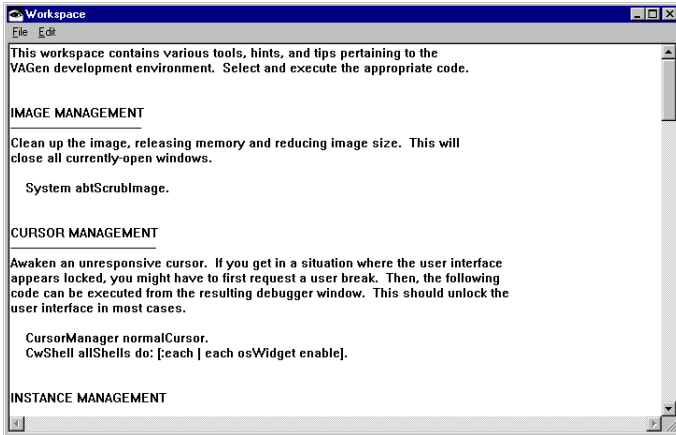 Workspace
File Edit
This workspace contains various tools, hints, and tips pertaining to the
VAGen development environment. Select and execute the appropriate code.
IMAGE MANAGEMENT
Clean up the image, releasing memory and reducing image size. This will
close all currently-open windows.
System abtScrubImage.
CURSOR MANAGEMENT
Awaken an unresponsive cursor. If you get in a situation where the user interface
appears locked, you might have to first request a user break. Then, the following
code can be executed from the resulting debugger window. This should unlock the
user interface in most cases.
CursorManager normalCursor.
CwShell allShells do: [:each | each osWidget enable].
INSTANCE MANAGEMENT